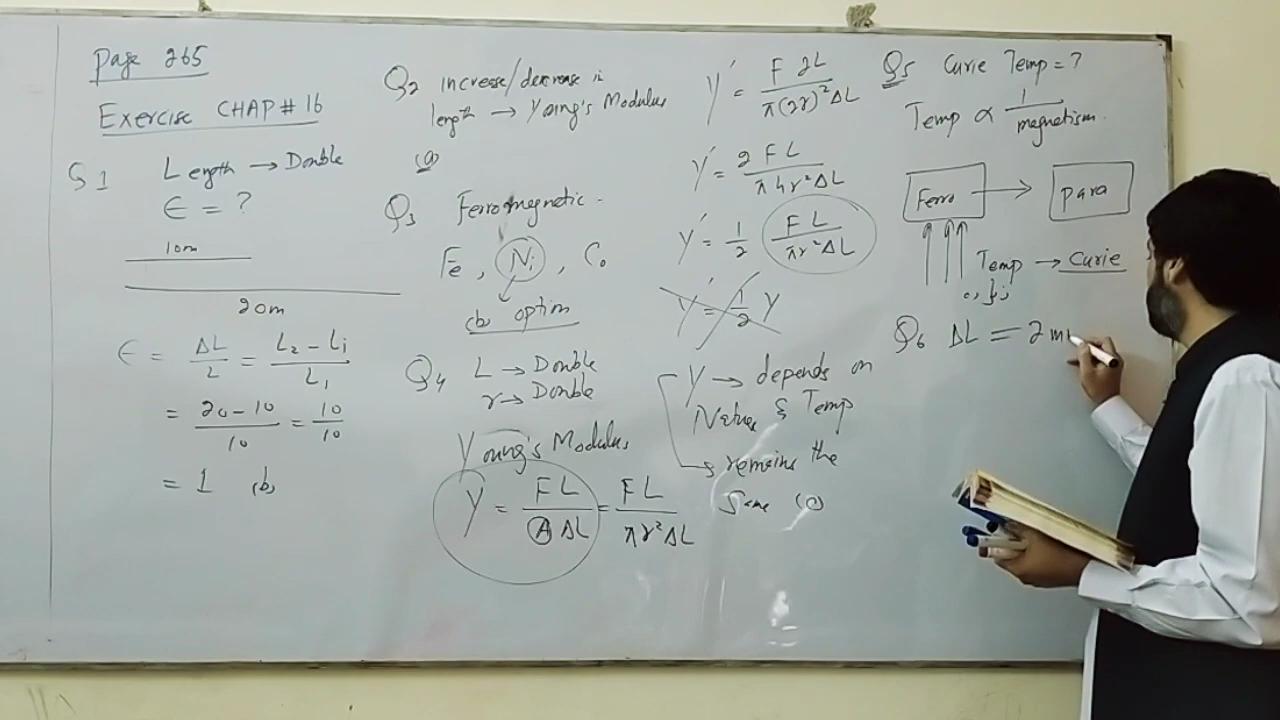 Page 265
Exercise CHAP # 16
Q1 Length → Double
ε = ?
10m
20m
ε = ΔL/L = (L₂ - L₁)/L₁
= (20 - 10)/10 = 10/10
= 1 (b)
Q2 increase/decrease in
length → Young's Modulus
(a)
Q3 Ferromagnetic -
Fe, Ni, Co
(b) option
Q4 L → Double
r → Double
Young's Modulus
Y = FL/(A ΔL) = FL/(πr²ΔL)
Y' = F 2L/(π(2r)²ΔL)
Y' = 2FL/(π4r²ΔL)
Y' = 1/2 FL/(πr²ΔL)
Y' = 1/2 Y
Y → depends on
Nature & Temp
→ remains the
same (c)
Q5 Curie Temp = ?
Temp ∝ 1/magnetism.
Ferro → para
Temp → Curie
Q6 ΔL = 2m